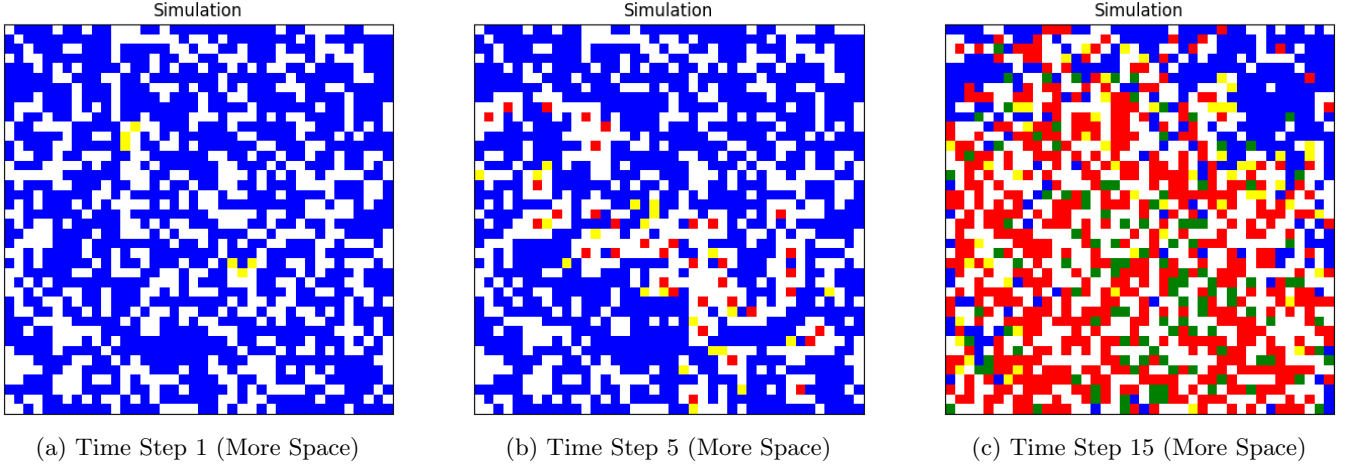 Simulation
Simulation
Simulation
(a) Time Step 1 (More Space)
(b) Time Step 5 (More Space)
(c) Time Step 15 (More Space)